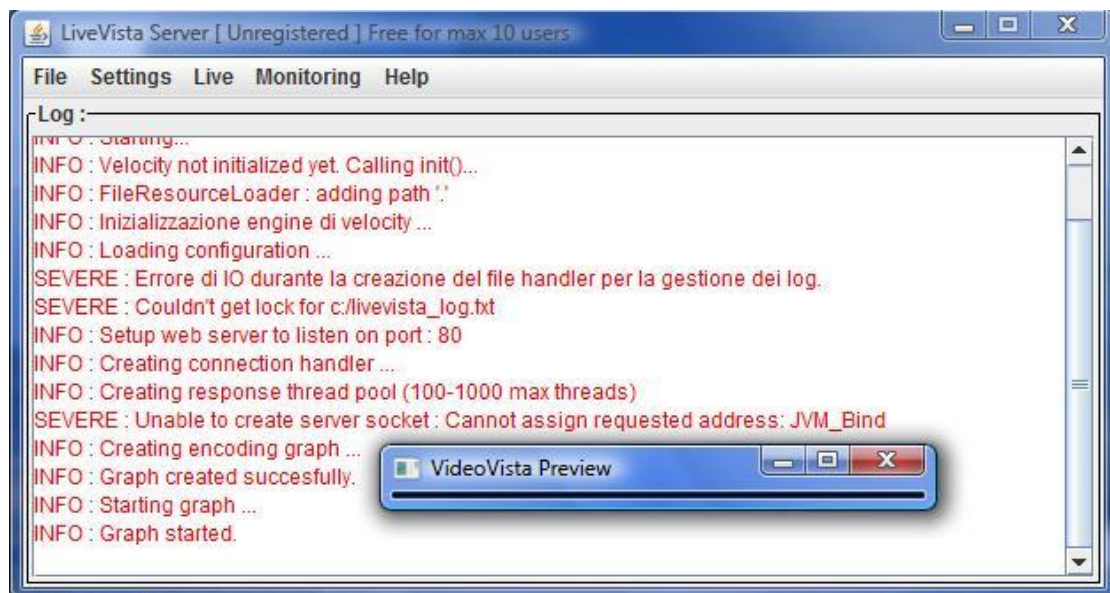 LiveVista Server [ Unregistered ] Free for max 10 users
File Settings Live Monitoring Help
Log :
INFO : Starting...
INFO : Velocity not initialized yet. Calling init()...
INFO : FileResourceLoader : adding path '.'
INFO : Inizializzazione engine di velocity ...
INFO : Loading configuration ...
SEVERE : Errore di IO durante la creazione del file handler per la gestione dei log.
SEVERE : Couldn't get lock for c:/livevista_log.txt
INFO : Setup web server to listen on port : 80
INFO : Creating connection handler ...
INFO : Creating response thread pool (100-1000 max threads)
SEVERE : Unable to create server socket : Cannot assign requested address: JVM_Bind
INFO : Creating encoding graph ...
INFO : Graph created succesfully.
VideoVista Preview
INFO : Starting graph ...
INFO : Graph started.